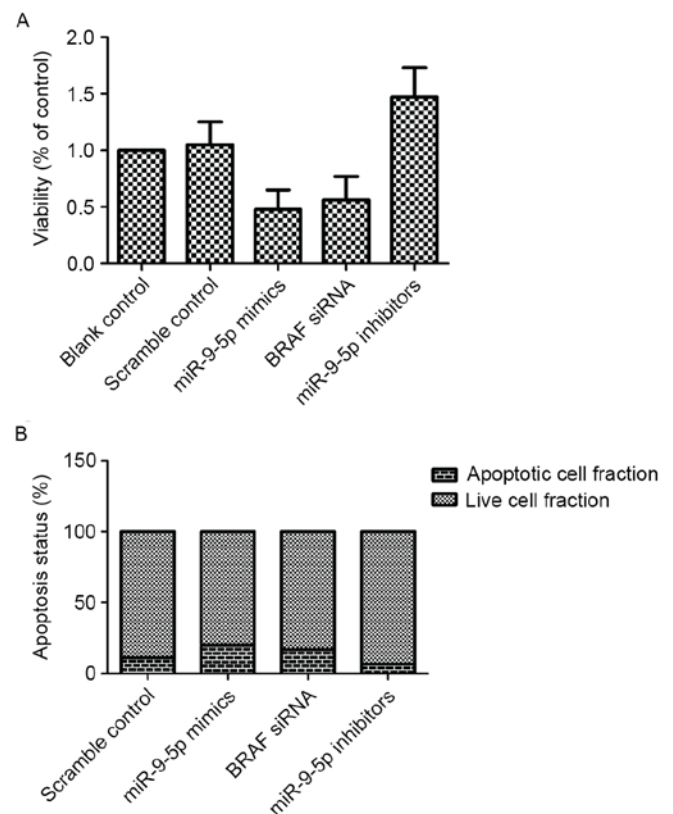 A
2.0
1.5
1.0
0.5
0.0
Viability (% of control)
Blank control
Scramble control
miR-9-5p mimics
BRAF siRNA
miR-9-5p inhibitors
B
150
100
50
0
Apoptosis status (%)
Apoptotic cell fraction
Live cell fraction
Scramble control
miR-9-5p mimics
BRAF siRNA
miR-9-5p inhibitors